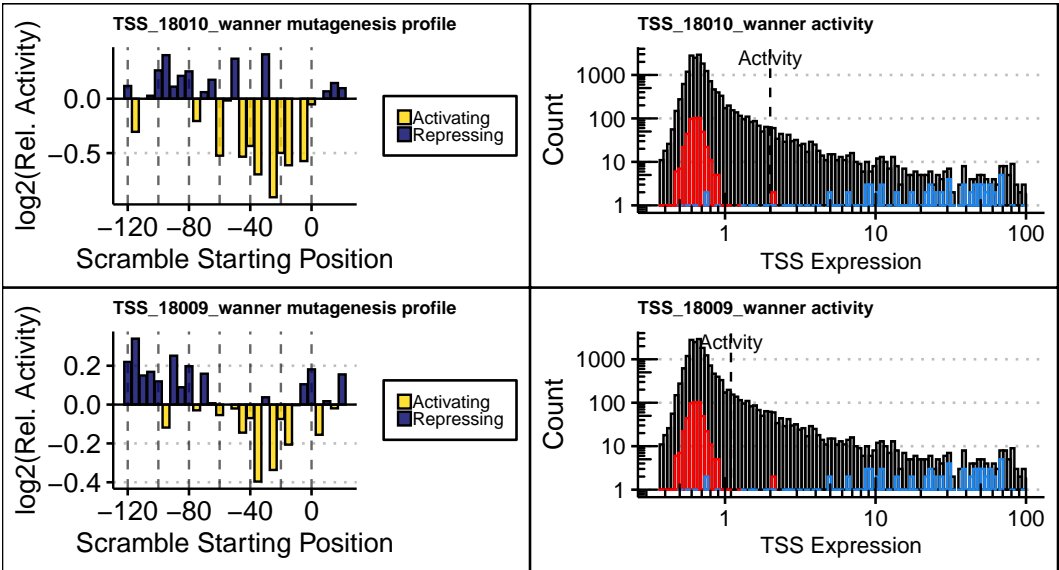 TSS_18010_wanner mutagenesis profile
log2(Rel. Activity)
0.0
−0.5
−120 −80 −40 0
Scramble Starting Position
Activating
Repressing
TSS_18010_wanner activity
Activity
Count
1000
100
10
1
1 10 100
TSS Expression
TSS_18009_wanner mutagenesis profile
log2(Rel. Activity)
0.2
0.0
−0.2
−0.4
−120 −80 −40 0
Scramble Starting Position
Activating
Repressing
TSS_18009_wanner activity
Activity
Count
1000
100
10
1
1 10 100
TSS Expression